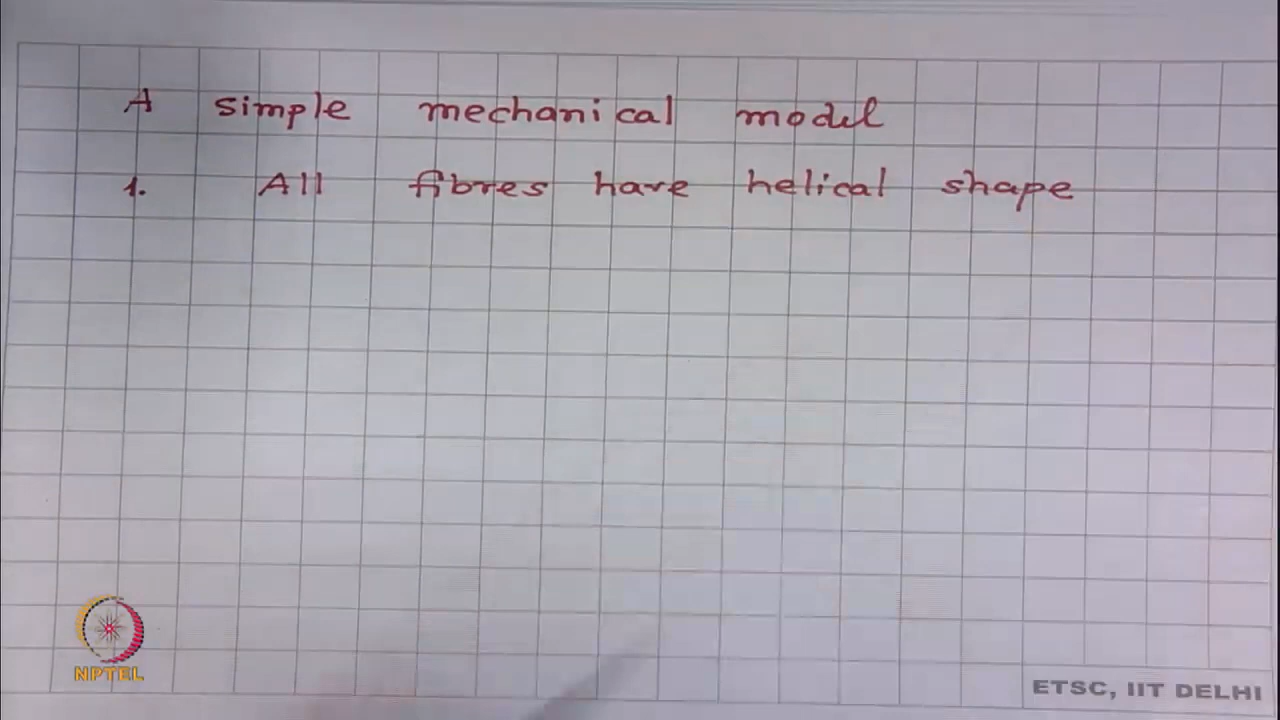 A simple mechanical model
1. All fibres have helical shape
NPTEL
ETSC, IIT DELHI